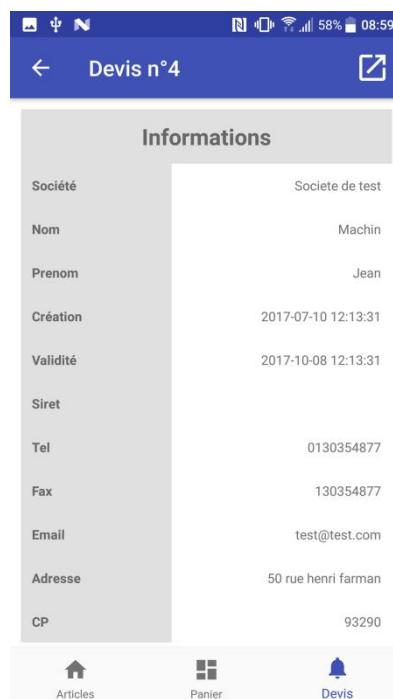 58% 08:59
Devis n°4
Informations
Société Societe de test
Nom Machin
Prenom Jean
Création 2017-07-10 12:13:31
Validité 2017-10-08 12:13:31
Siret
Tel 0130354877
Fax 130354877
Email test@test.com
Adresse 50 rue henri farman
CP 93290
Articles Panier Devis